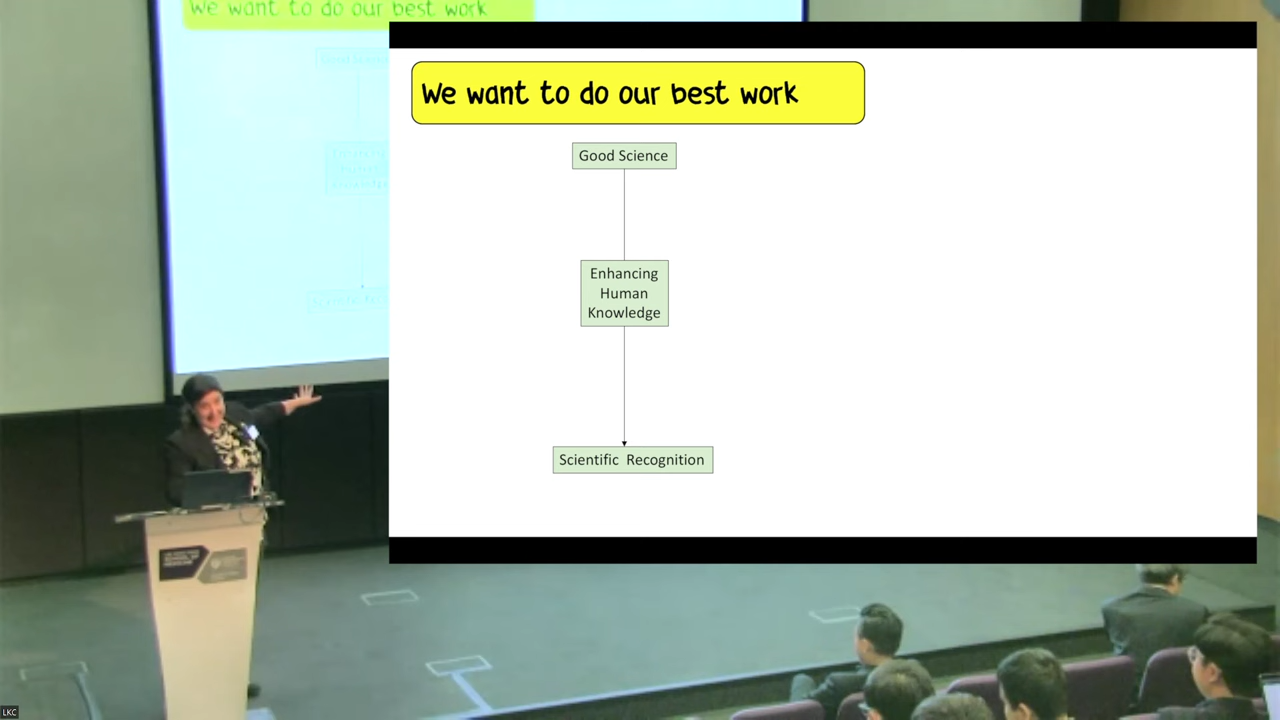 We want to do our best work
We want to do our best work
Good Science
Enhancing
Human
Knowledge
Scientific Recognition
LKC